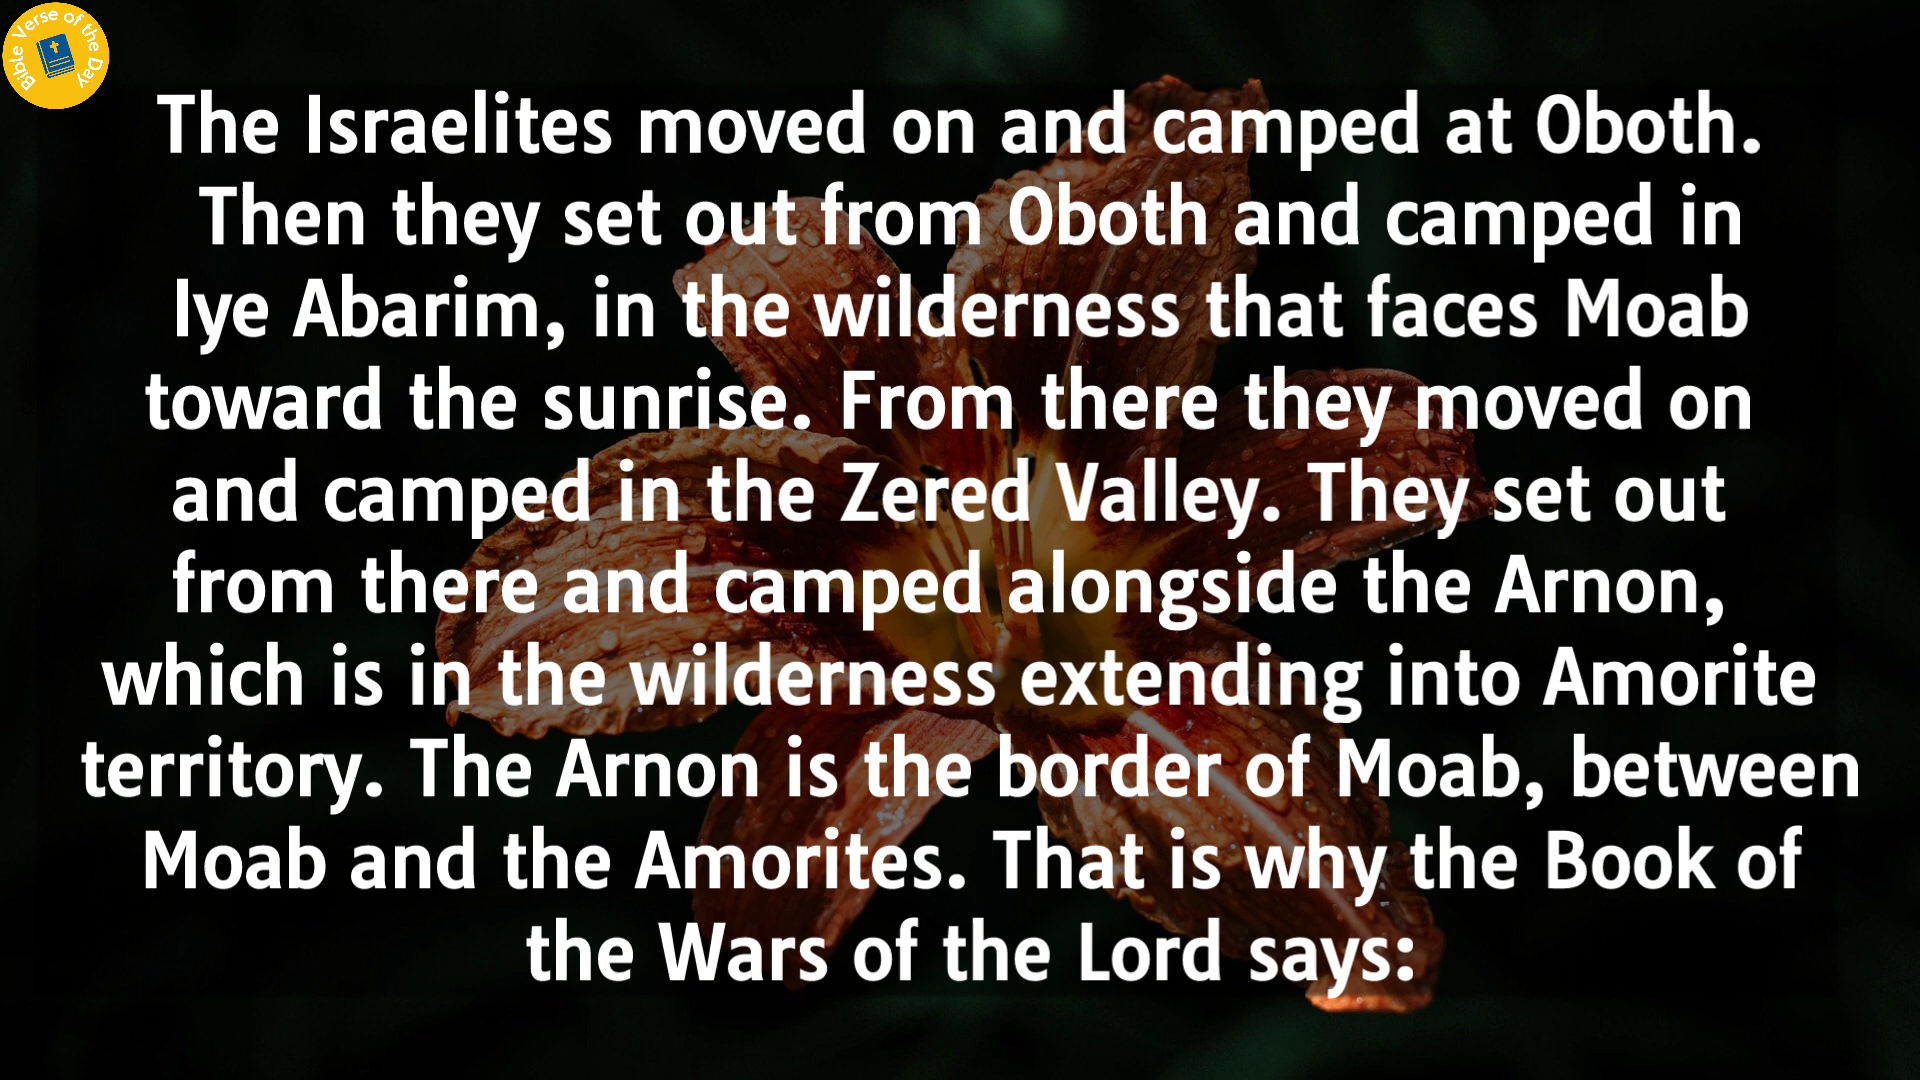 Bible Verse of the Day
The Israelites moved on and camped at Oboth.
Then they set out from Oboth and camped in
Iye Abarim, in the wilderness that faces Moab
toward the sunrise. From there they moved on
and camped in the Zered Valley. They set out
from there and camped alongside the Arnon,
which is in the wilderness extending into Amorite
territory. The Arnon is the border of Moab, between
Moab and the Amorites. That is why the Book of
the Wars of the Lord says: